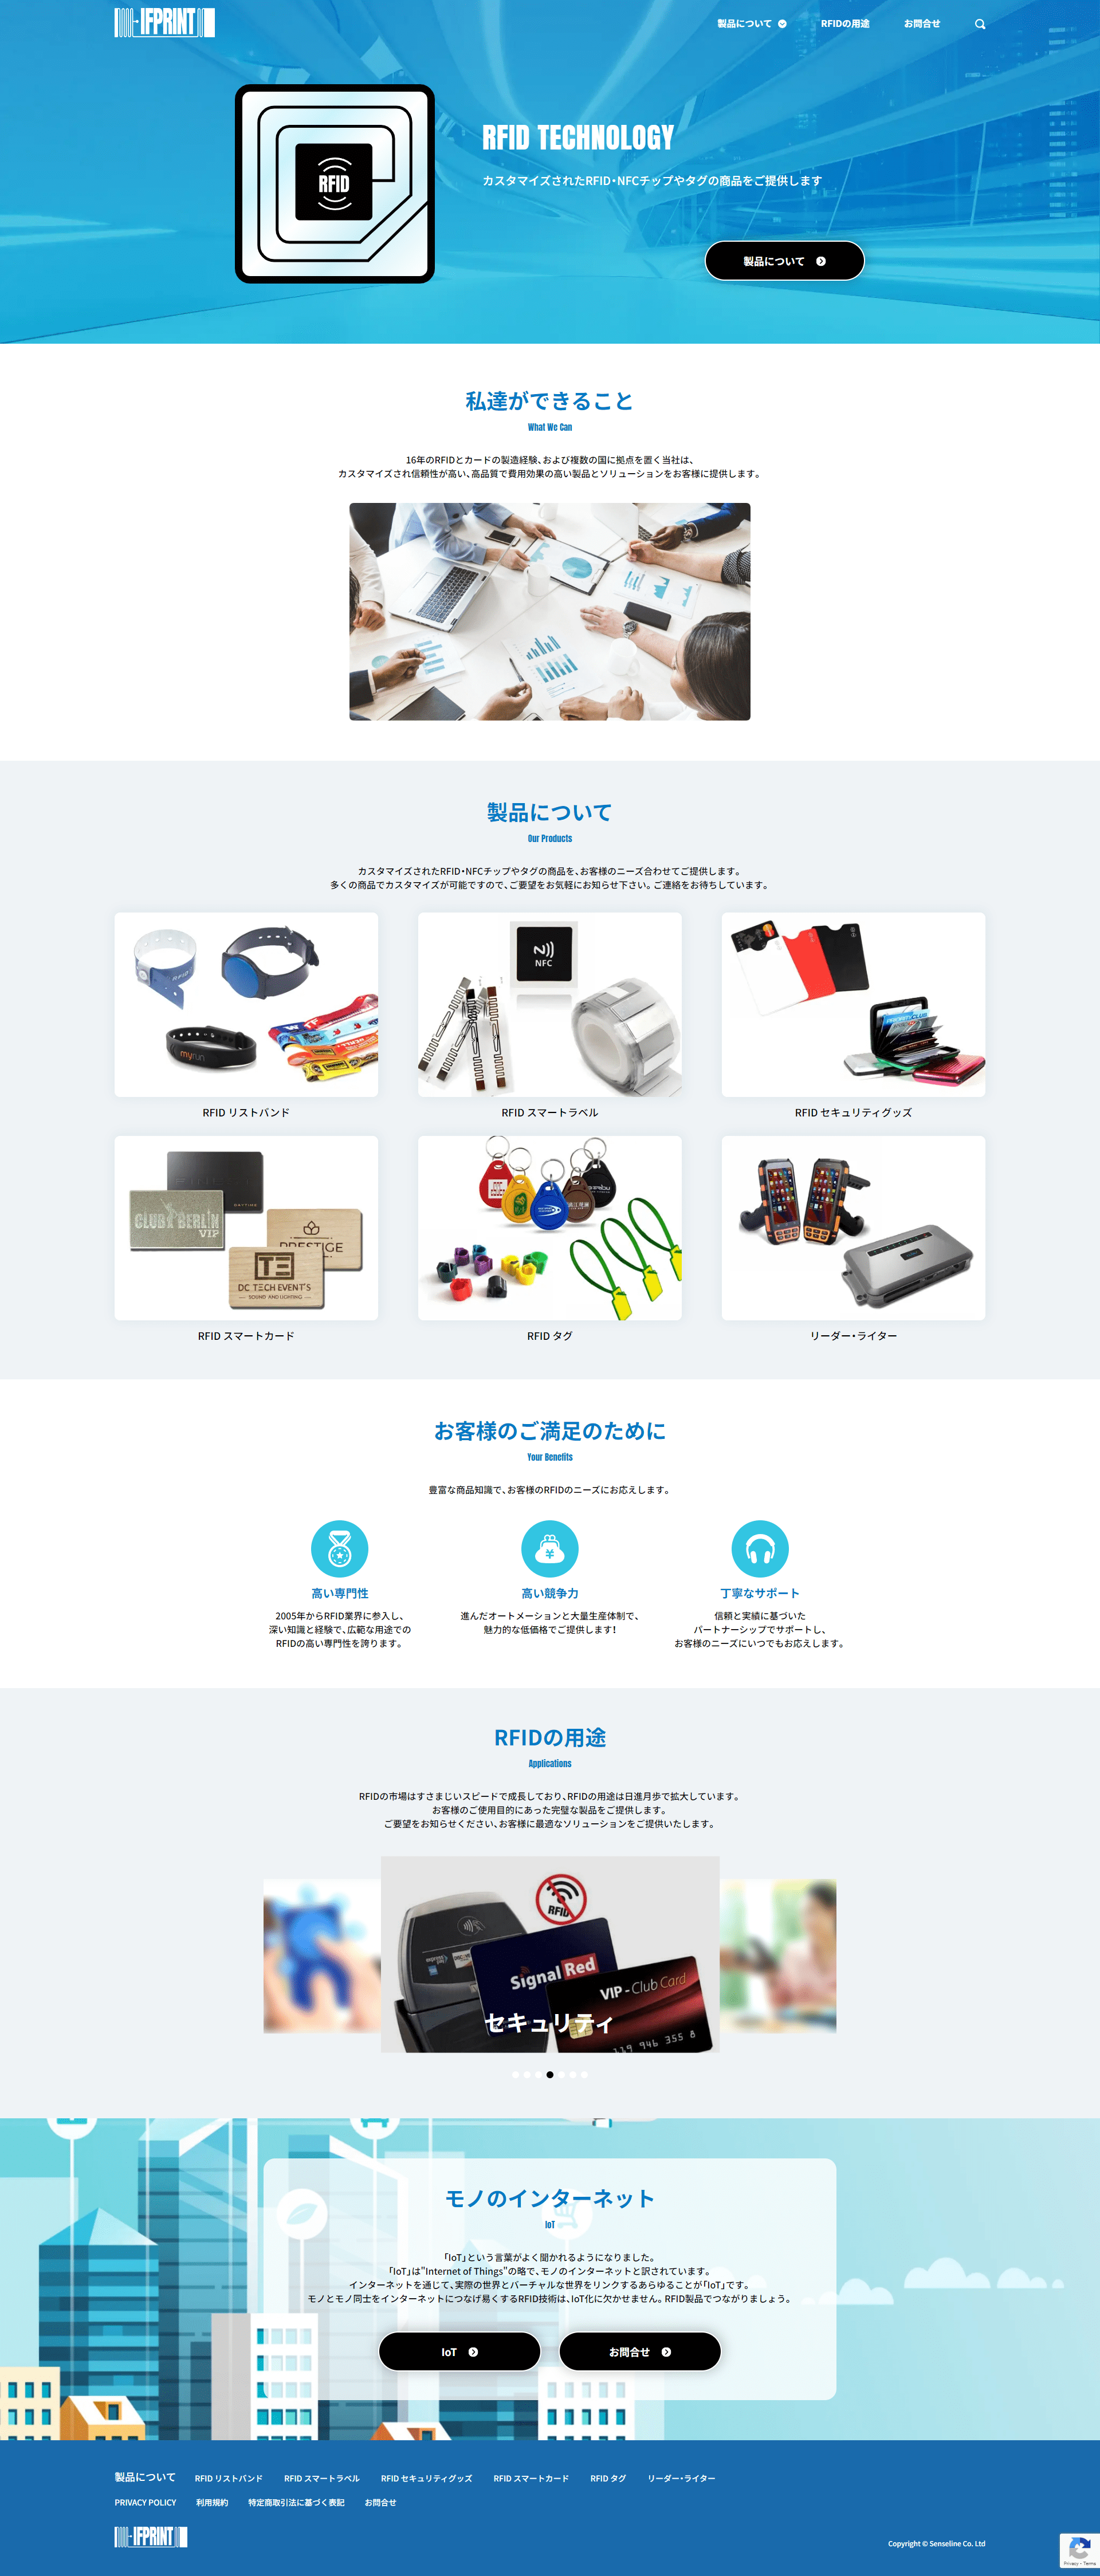 IFPRINT
製品について
RFIDの用途
お問合せ
RFID
RFID TECHNOLOGY
カスタマイズされたRFID・NFCチップやタグの商品をご提供します
製品について
私達ができること
What We Can
16年のRFIDとカードの製造経験、および複数の国に拠点を置く当社は、
カスタマイズされ信頼性が高い、高品質で費用効果の高い製品とソリューションをお客様に提供します。
製品について
Our Products
カスタマイズされたRFID・NFCチップやタグの商品を、お客様のニーズ合わせてご提供します。
多くの商品でカスタマイズが可能ですので、ご要望をお気軽にお知らせ下さい。ご連絡をお待ちしています。
myrun
NFC
RFID リストバンド
RFID スマートラベル
RFID セキュリティグッズ
CLUB BERLIN
VIP
PRESTIGE
TE
DC TECH EVENT'S
SOUND AND LIGHTING
RFID スマートカード
RFID タグ
リーダー・ライター
お客様のご満足のために
Your Benefits
豊富な商品知識で、お客様のRFIDのニーズにお応えします。
高い専門性
2005年からRFID業界に参入し、
深い知識と経験で、広範な用途での
RFIDの高い専門性を誇ります。
高い競争力
進んだオートメーションと大量生産体制で、
魅力的な低価格でご提供します！
丁寧なサポート
信頼と実績に基づいた
パートナーシップでサポートし、
お客様のニーズにいつでもお応えします。
RFIDの用途
Applications
RFIDの市場はすさまじいスピードで成長しており、RFIDの用途は日進月歩で拡大しています。
お客様のご使用目的にあった完璧な製品をご提供します。
ご要望をお知らせください、お客様に最適なソリューションをご提供いたします。
RFID
Signal Red
VIP - Club Card
セキュリティ
119 946 355 8
モノのインターネット
IoT
「IoT」という言葉がよく聞かれるようになりました。
「IoT」は"Internet of Things"の略で、モノのインターネットと訳されています。
インターネットを通じて、実際の世界とバーチャルな世界をリンクするあらゆることが「IoT」です。
モノとモノ同士をインターネットにつなげ易くするRFID技術は、IoT化に欠かせません。RFID製品でつながりましょう。
IoT
お問合せ
製品について
RFID リストバンド
RFID スマートラベル
RFID セキュリティグッズ
RFID スマートカード
RFID タグ
リーダー・ライター
PRIVACY POLICY
利用規約
特定商取引法に基づく表記
お問合せ
IFPRINT
Copyright © Senseline Co. Ltd
Privacy - Terms